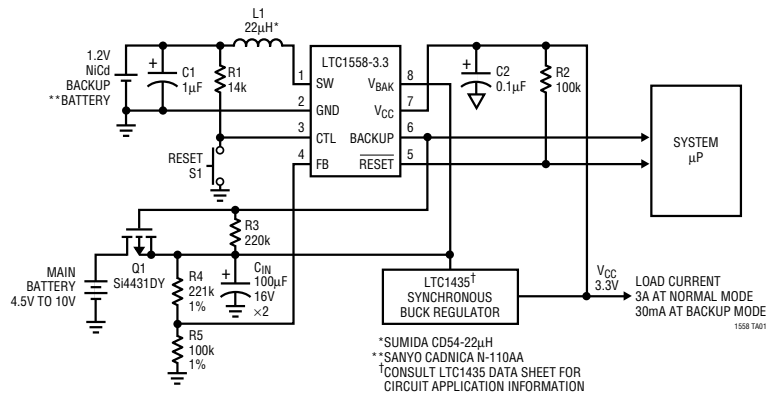 L1
22µH*
1.2V
NiCd
BACKUP
**BATTERY
+
C1
1µF
R1
14k
LTC1558-3.3
1
SW
2
GND
3
CTL
4
FB
8
VBAK
7
VCC
6
BACKUP
5
RESET
+
C2
0.1µF
R2
100k
SYSTEM
µP
RESET
S1
R3
220k
MAIN
BATTERY
4.5V TO 10V
Q1
Si4431DY
R4
221k
1%
+
CIN
100µF
16V
×2
R5
100k
1%
LTC1435†
SYNCHRONOUS
BUCK REGULATOR
VCC
3.3V
LOAD CURRENT
3A AT NORMAL MODE
30mA AT BACKUP MODE
1558 TA01
*SUMIDA CD54-22µH
**SANYO CADNICA N-110AA
†CONSULT LTC1435 DATA SHEET FOR
CIRCUIT APPLICATION INFORMATION